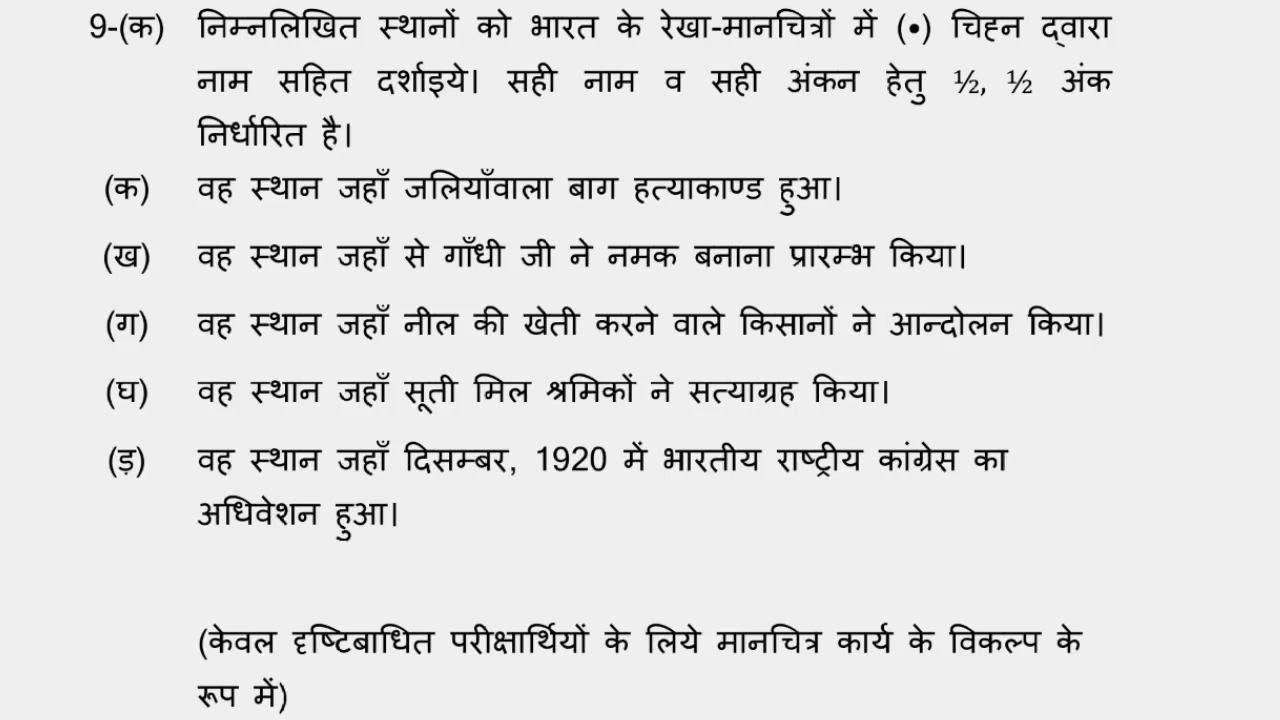 9-(क) निम्नलिखित स्थानों को भारत के रेखा-मानचित्रों में (•) चिह्न द्वारा
नाम सहित दर्शाइये। सही नाम व सही अंकन हेतु ½, ½ अंक
निर्धारित है।
(क) वह स्थान जहाँ जलियाँवाला बाग हत्याकाण्ड हुआ।
(ख) वह स्थान जहाँ से गाँधी जी ने नमक बनाना प्रारम्भ किया।
(ग) वह स्थान जहाँ नील की खेती करने वाले किसानों ने आन्दोलन किया।
(घ) वह स्थान जहाँ सूती मिल श्रमिकों ने सत्याग्रह किया।
(ड़) वह स्थान जहाँ दिसम्बर, 1920 में भारतीय राष्ट्रीय कांग्रेस का
अधिवेशन हुआ।
(केवल दृष्टिबाधित परीक्षार्थियों के लिये मानचित्र कार्य के विकल्प के
रूप में)